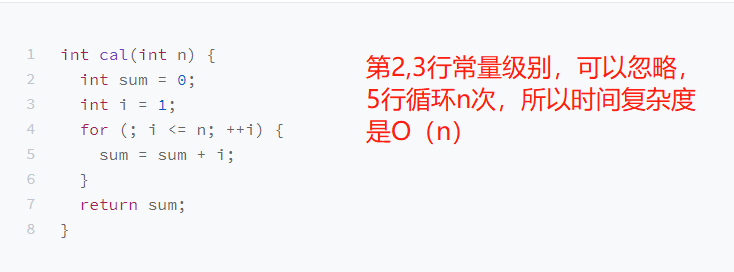 1 int cal(int n) {
2 int sum = 0;
3 int i = 1;
4 for (; i <= n; ++i) {
5 sum = sum + i;
6 }
7 return sum;
8 }
第2,3行常量级别，可以忽略，
5行循环n次，所以时间复杂度
是O（n）